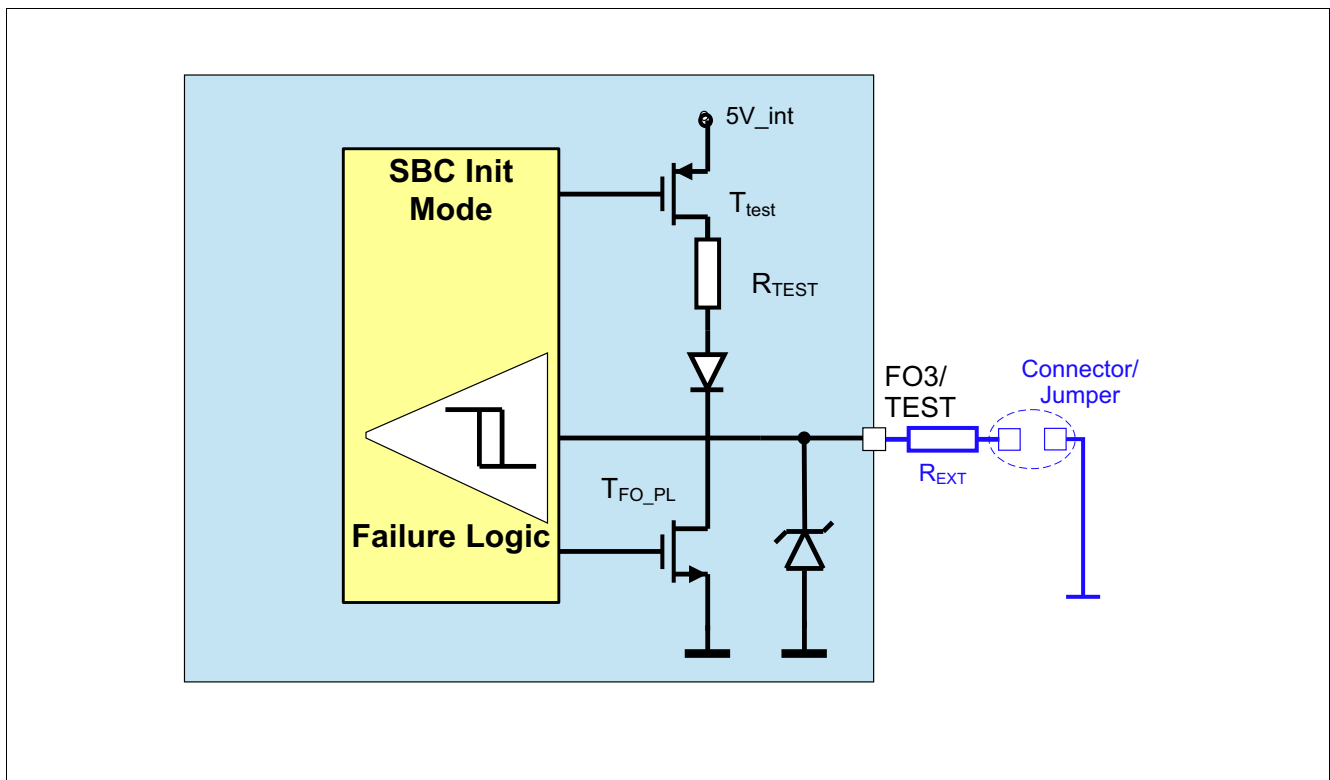 5V_int
SBC Init
Mode
Ttest
RTEST
FO3/
TEST
Connector/
Jumper
REXT
TFO_PL
Failure Logic